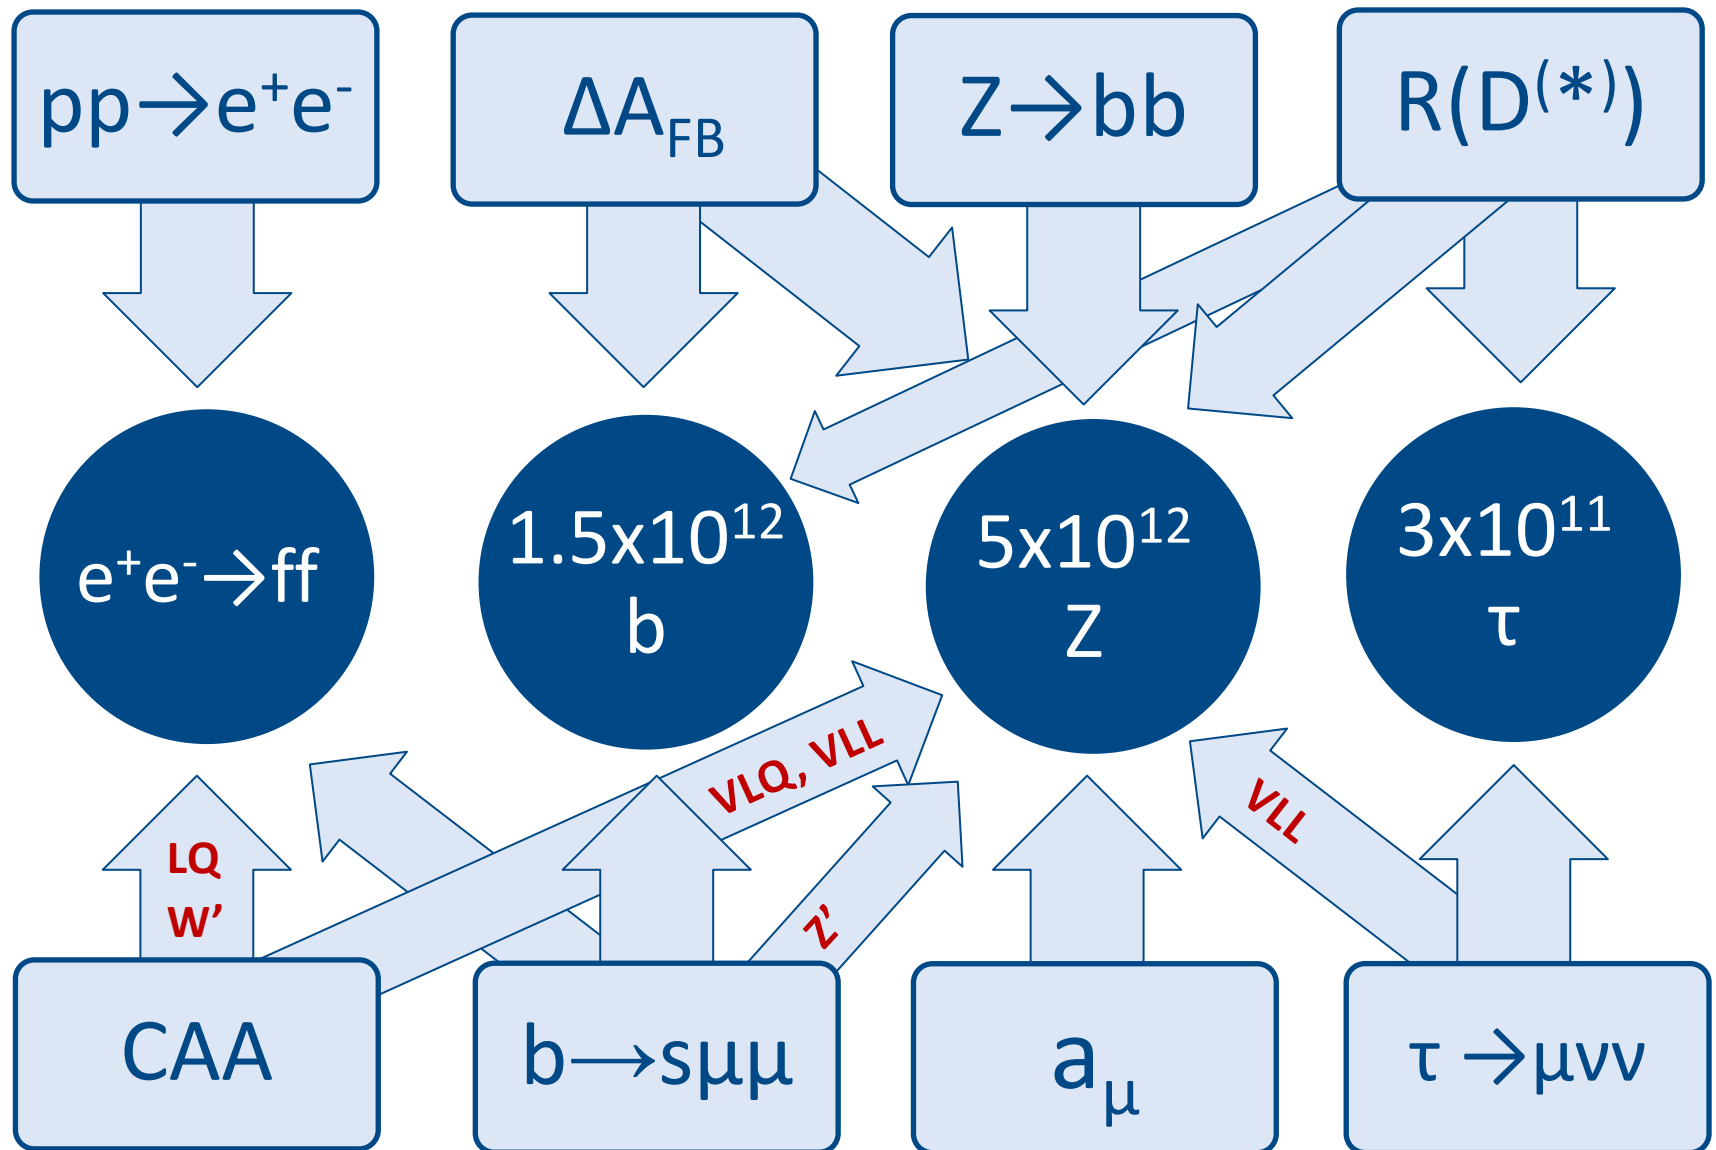 pp→e⁺e⁻
ΔA_FB
Z→bb
R(D⁽*⁾)
e⁺e⁻→ff
1.5x10¹²
b
5x10¹²
Z
3x10¹¹
τ
LQ
W’
VLQ, VLL
Z’
VLL
CAA
b→sμμ
a_μ
τ →μνν